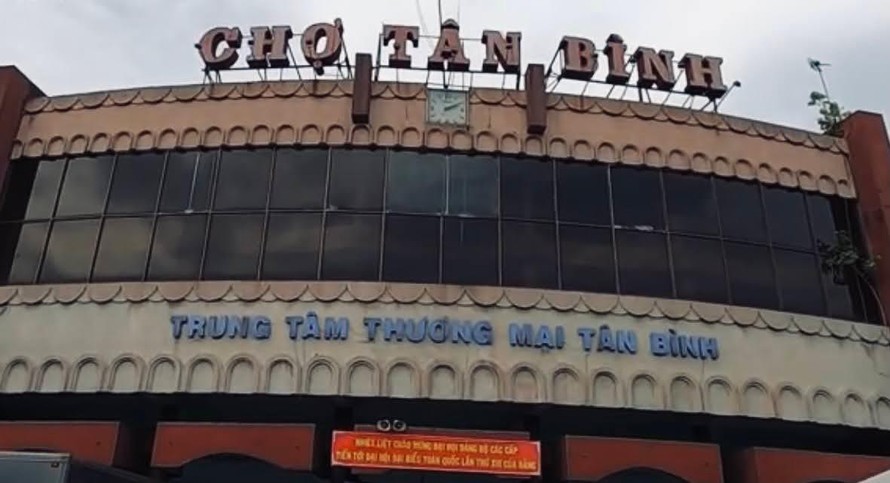 CHỢ TÂN BÌNH
TRUNG TÂM THƯƠNG MẠI TÂN BÌNH
NHIỆT LIỆT CHÀO MỪNG ĐẠI HỘI ĐẢNG BỘ CÁC CẤP
TIẾN TỚI ĐẠI HỘI ĐẠI BIỂU TOÀN QUỐC LẦN THỨ XIII CỦA ĐẢNG